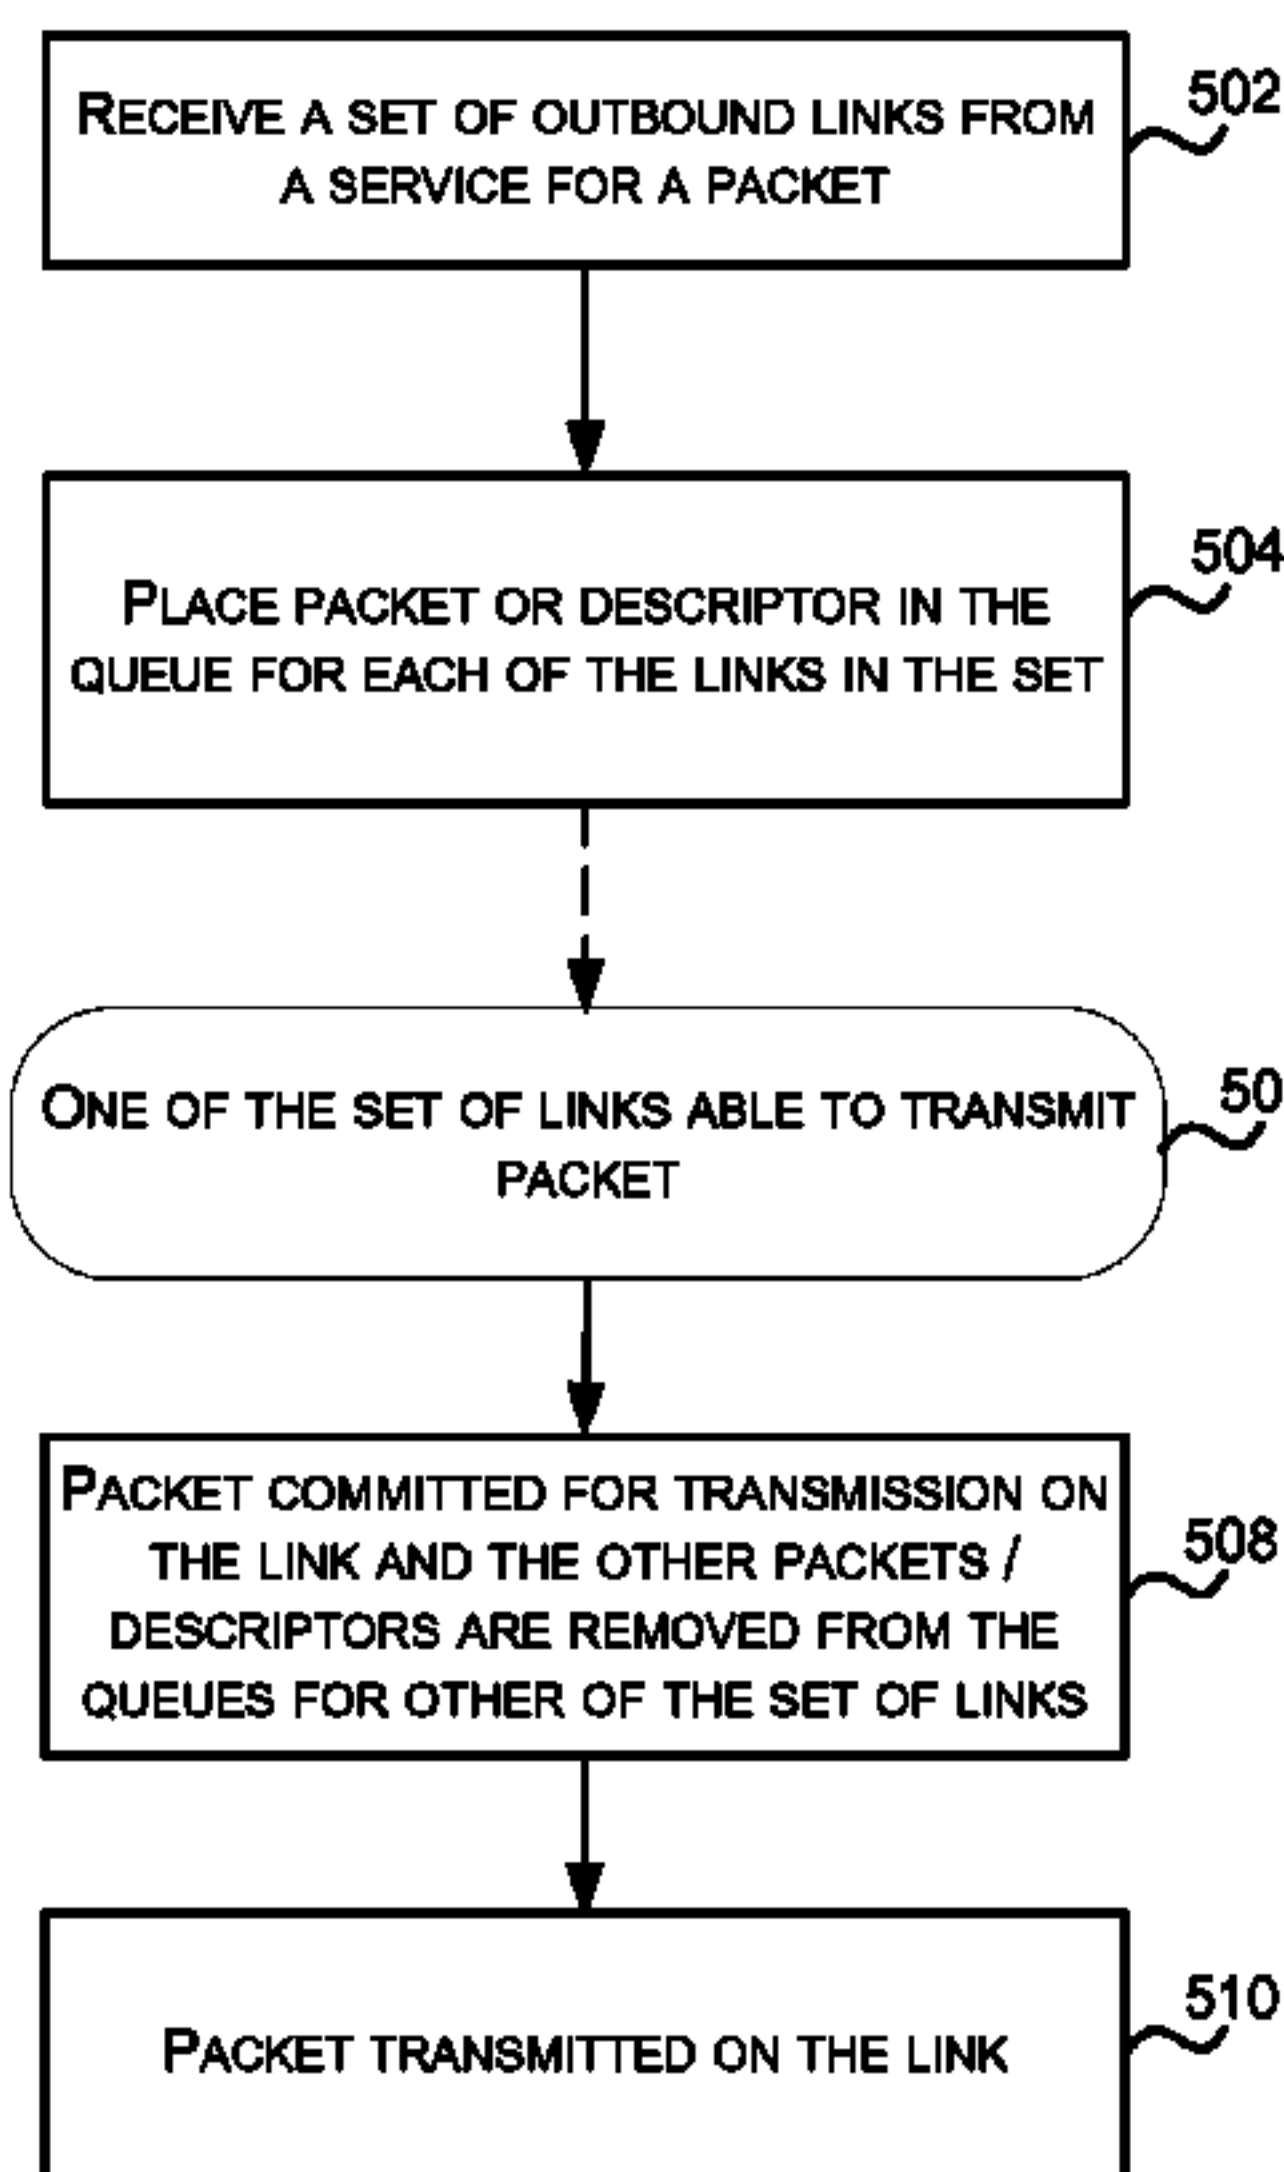 RECEIVE A SET OF OUTBOUND LINKS FROM
A SERVICE FOR A PACKET
502
PLACE PACKET OR DESCRIPTOR IN THE
QUEUE FOR EACH OF THE LINKS IN THE SET
504
ONE OF THE SET OF LINKS ABLE TO TRANSMIT
PACKET
50
PACKET COMMITTED FOR TRANSMISSION ON
THE LINK AND THE OTHER PACKETS /
DESCRIPTORS ARE REMOVED FROM THE
QUEUES FOR OTHER OF THE SET OF LINKS
508
PACKET TRANSMITTED ON THE LINK
510